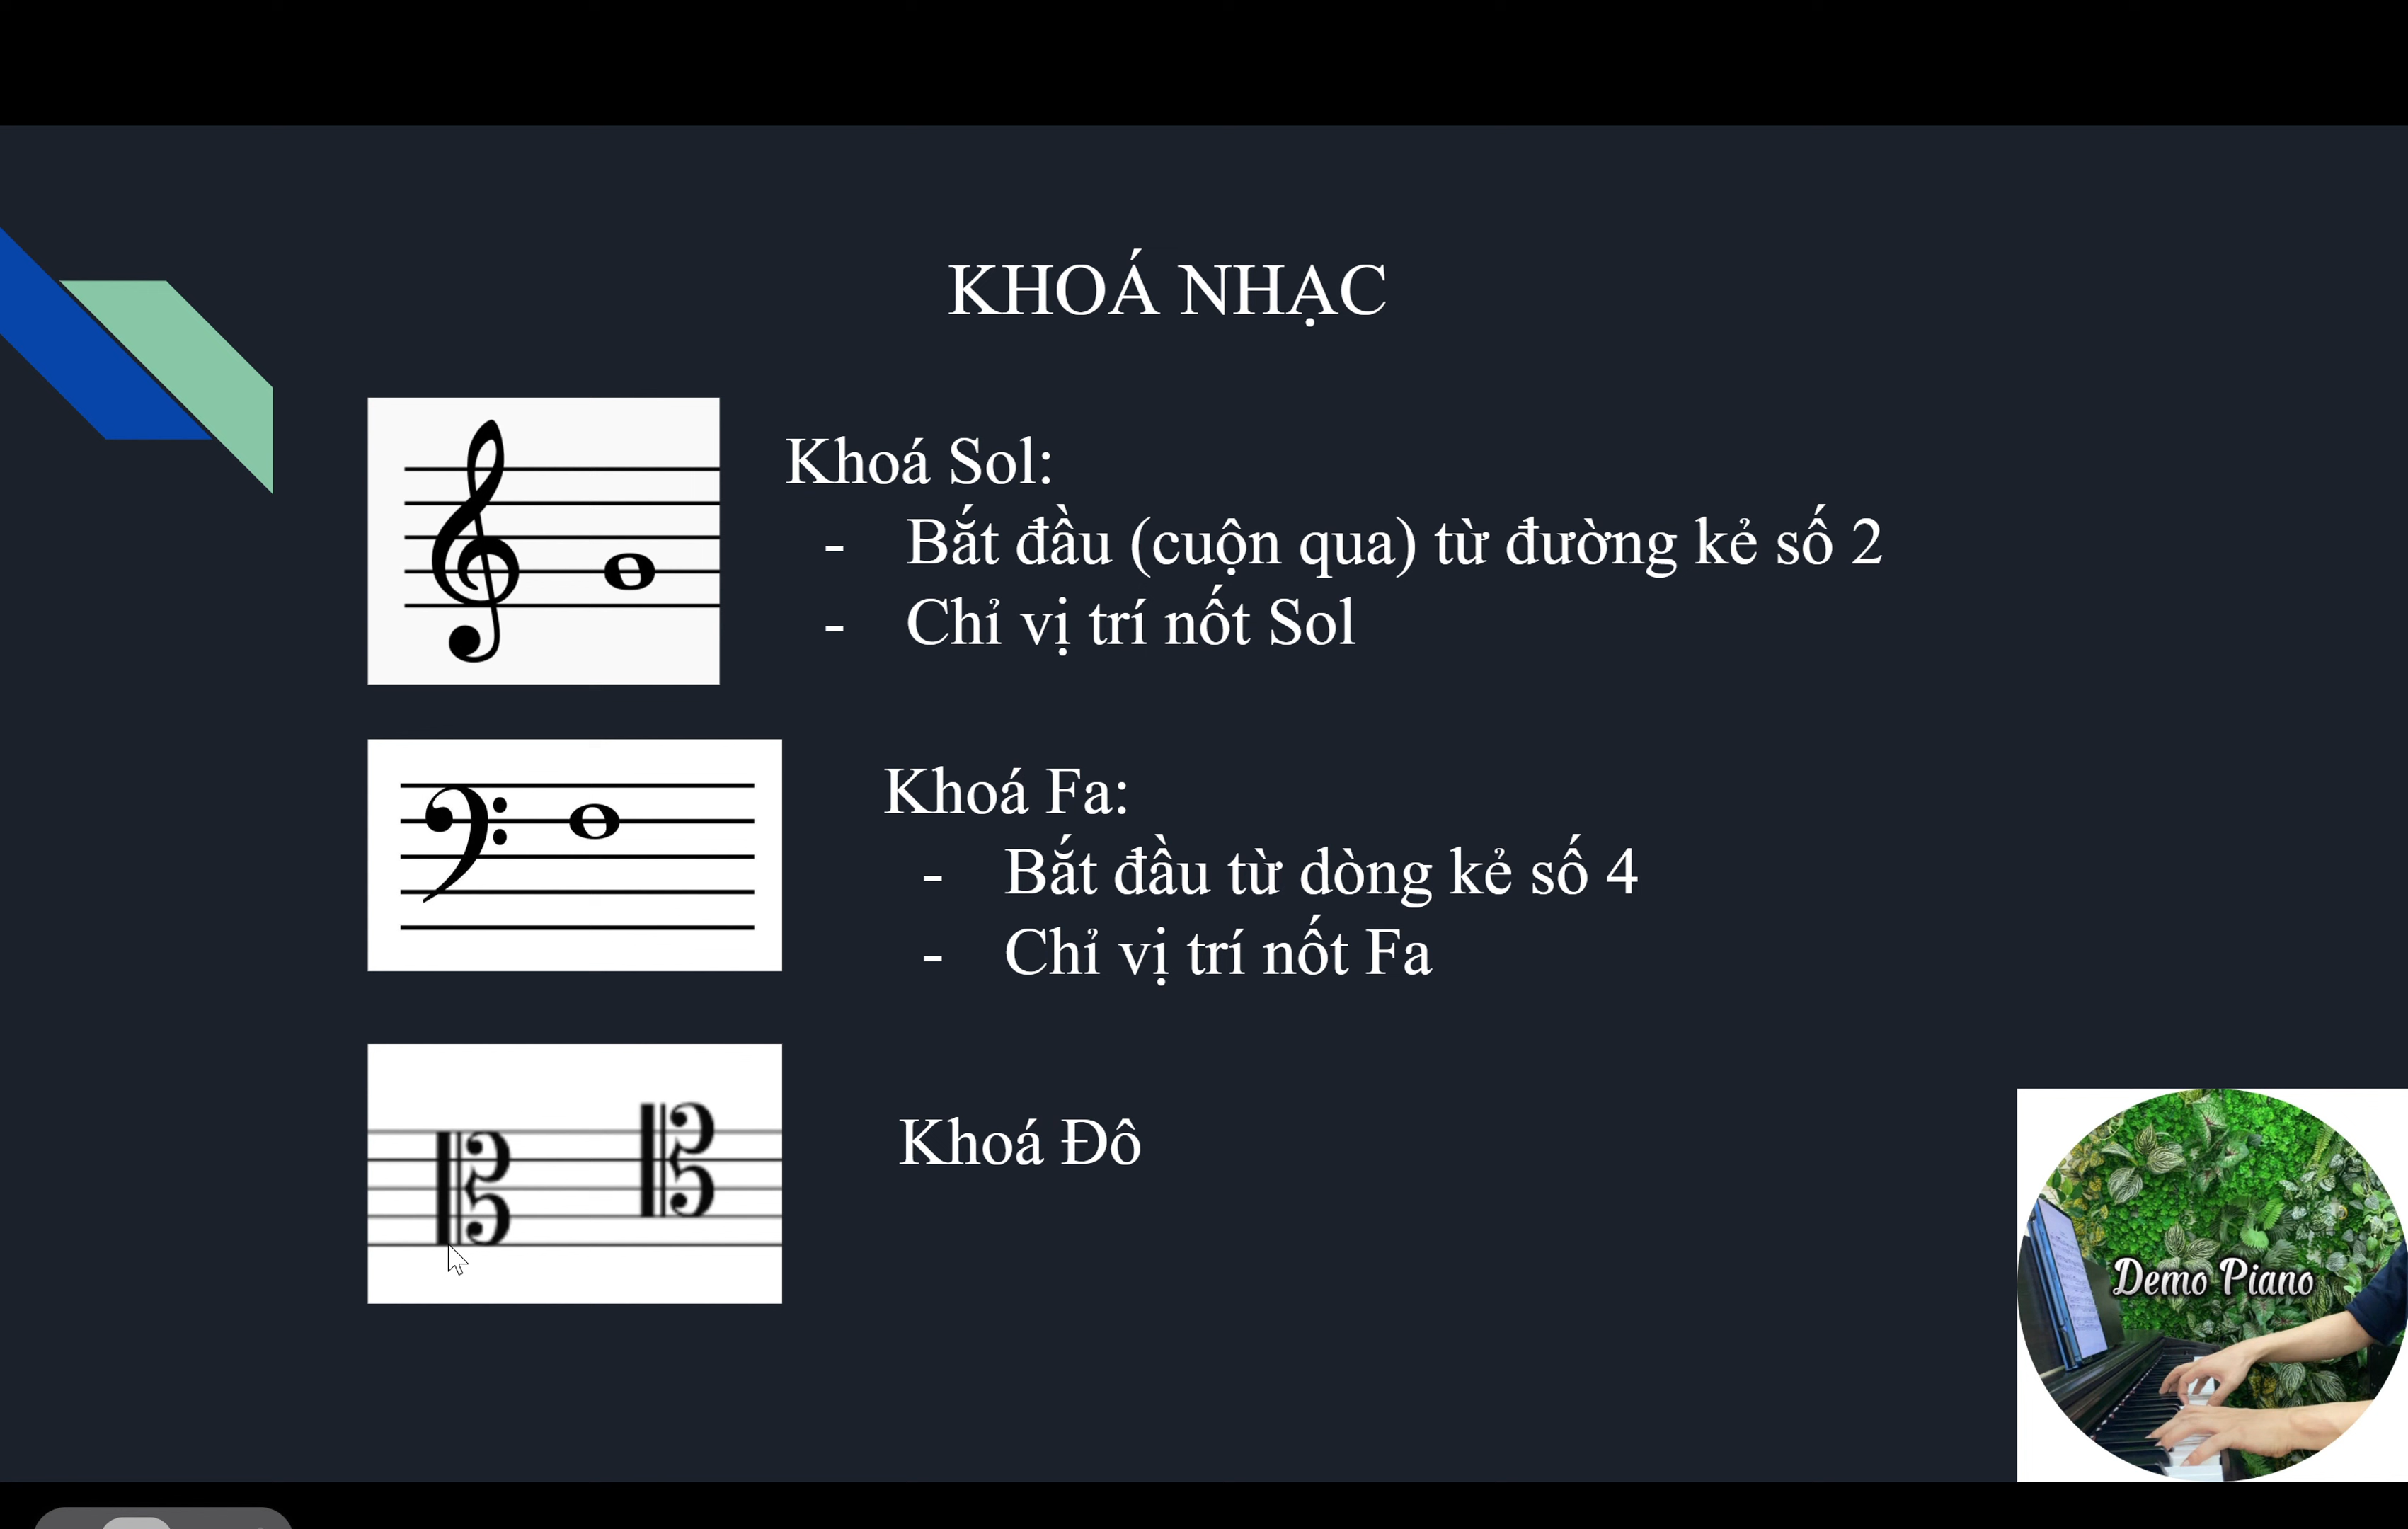 KHOÁ NHẠC
Khoá Sol:
- Bắt đầu (cuộn qua) từ đường kẻ số 2
- Chỉ vị trí nốt Sol
Khoá Fa:
- Bắt đầu từ dòng kẻ số 4
- Chỉ vị trí nốt Fa
Khoá Đô
Demo Piano